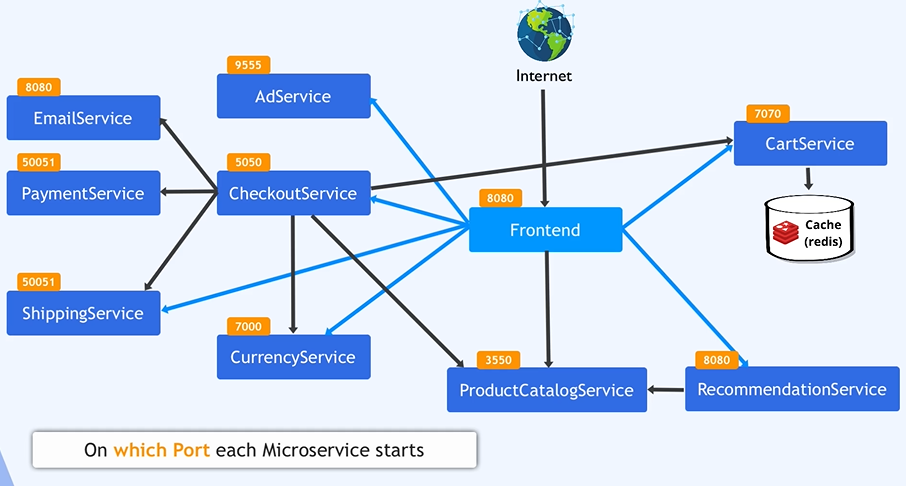 Internet
9555
AdService
8080
EmailService
7070
CartService
50051
PaymentService
5050
CheckoutService
8080
Frontend
Cache
(redis)
50051
ShippingService
7000
CurrencyService
3550
ProductCatalogService
8080
RecommendationService
On which Port each Microservice starts